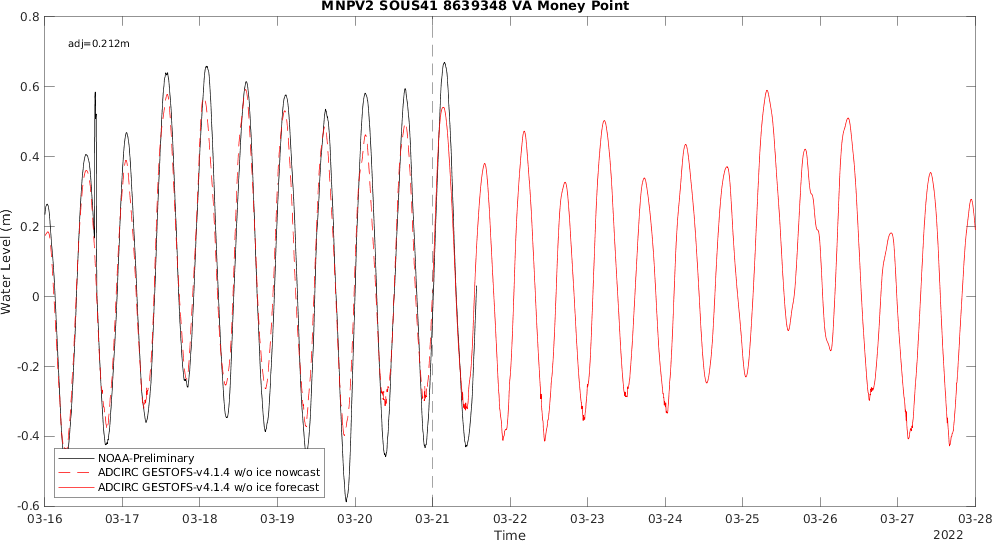 MNPV2 SOUS41 8639348 VA Money Point
adj=0.212m
0.8
0.6
0.4
0.2
0
-0.2
-0.4
-0.6
Water Level (m)
NOAA-Preliminary
ADCIRC GESTOFS-v4.1.4 w/o ice nowcast
ADCIRC GESTOFS-v4.1.4 w/o ice forecast
03-16 03-17 03-18 03-19 03-20 03-21 03-22 03-23 03-24 03-25 03-26 03-27 03-28
Time
2022